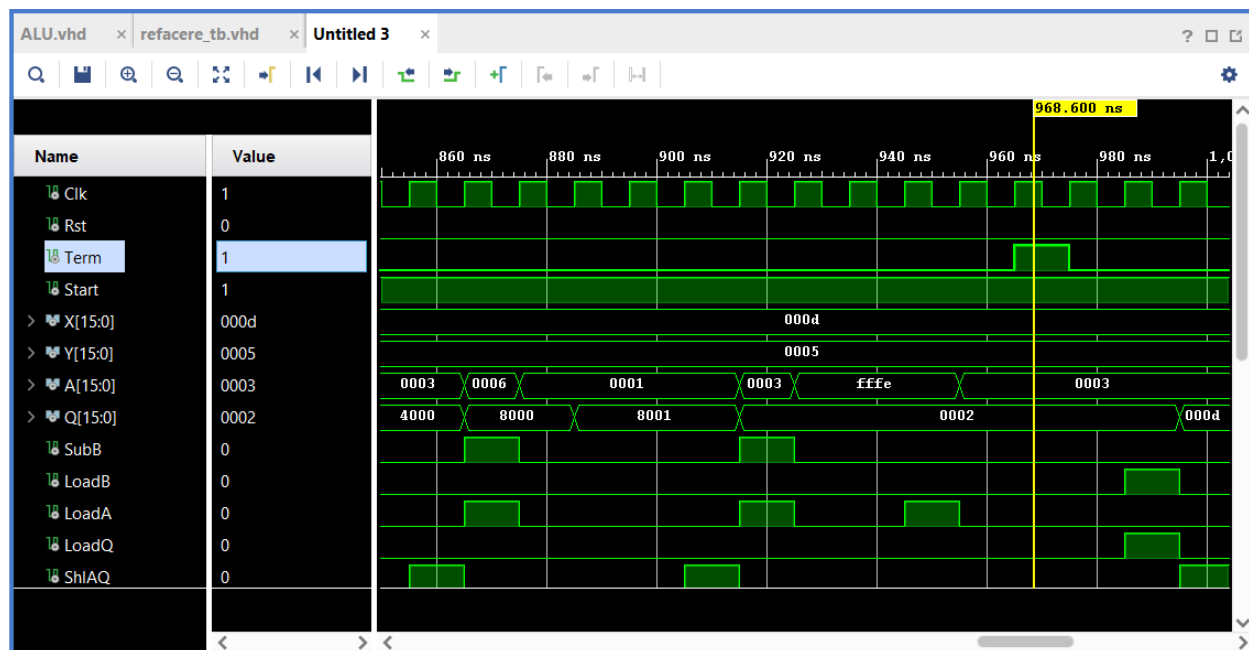 ALU.vhd × refacere_tb.vhd × Untitled 3 ×
968.600 ns
Name Value
860 ns 880 ns 900 ns 920 ns 940 ns 960 ns 980 ns 1,0
Clk 1
Rst 0
Term 1
Start 1
X[15:0] 000d 000d
Y[15:0] 0005 0005
A[15:0] 0003 0003 0006 0001 0003 fffe 0003
Q[15:0] 0002 4000 8000 8001 0002 000d
SubB 0
LoadB 0
LoadA 0
LoadQ 0
ShlAQ 0